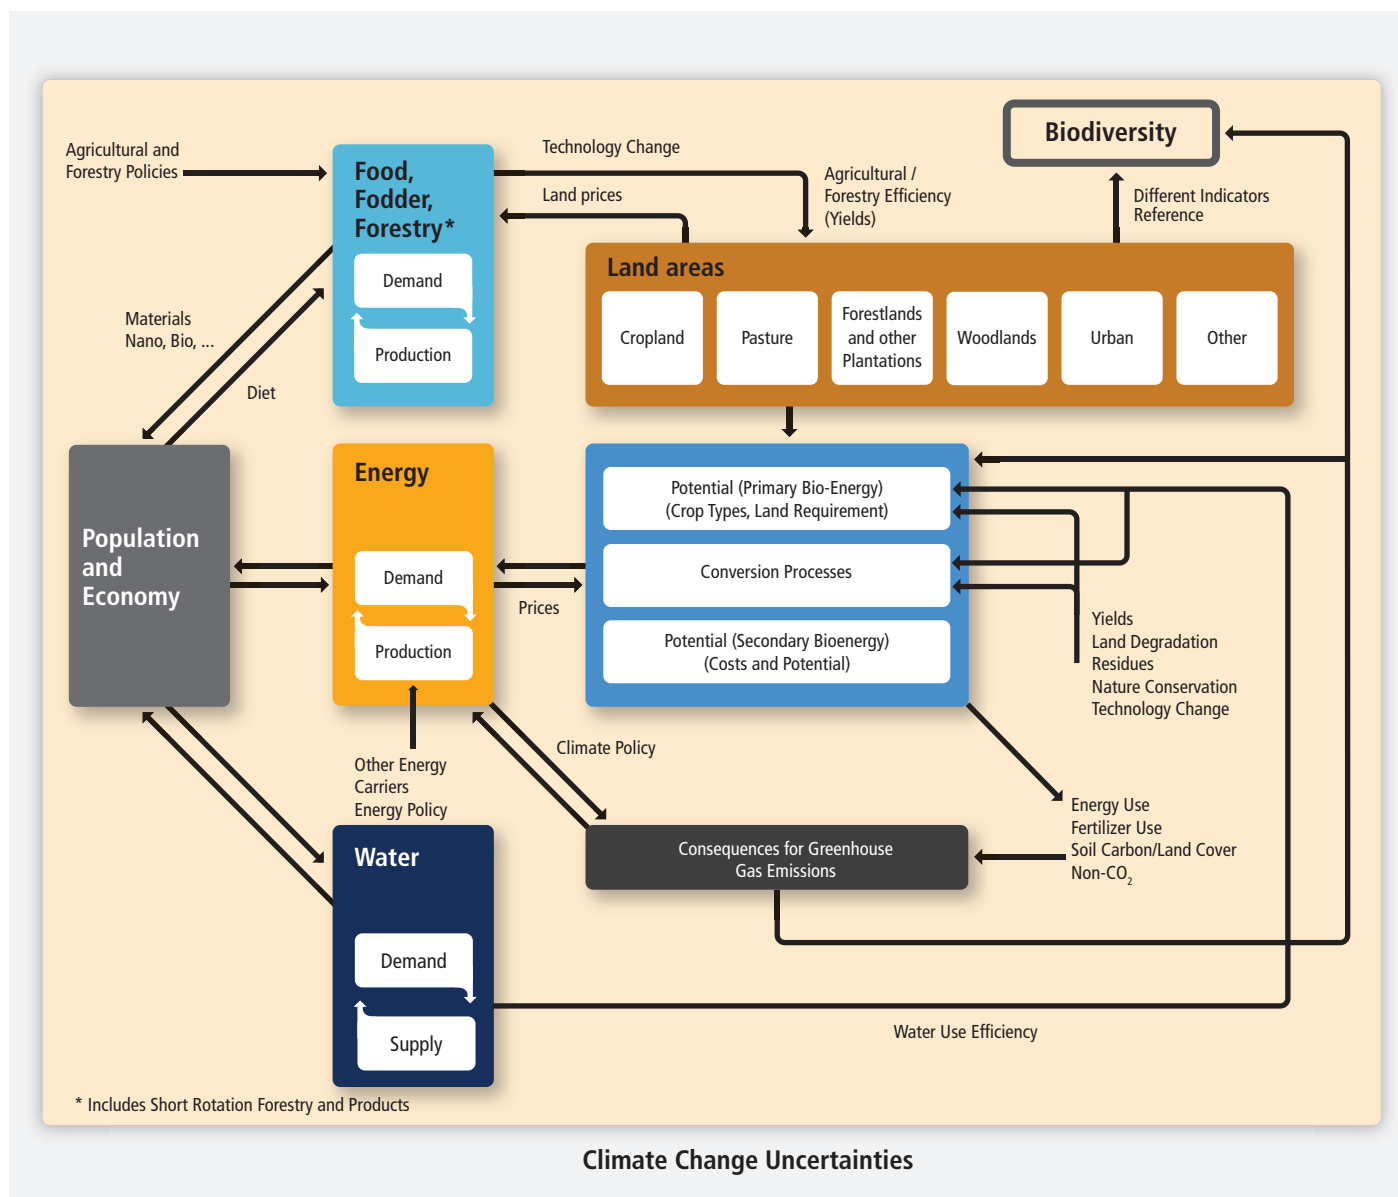 Agricultural and
Forestry Policies
Food,
Fodder,
Forestry*
Demand
Production
Technology Change
Land prices
Agricultural /
Forestry Efficiency
(Yields)
Biodiversity
Different Indicators
Reference
Land areas
Cropland
Pasture
Forestlands
and other
Plantations
Woodlands
Urban
Other
Materials
Nano, Bio, ...
Diet
Population
and
Economy
Energy
Demand
Production
Prices
Potential (Primary Bio-Energy)
(Crop Types, Land Requirement)
Conversion Processes
Potential (Secondary Bioenergy)
(Costs and Potential)
Yields
Land Degradation
Residues
Nature Conservation
Technology Change
Other Energy
Carriers
Energy Policy
Climate Policy
Energy Use
Fertilizer Use
Soil Carbon/Land Cover
Non-CO₂
Consequences for Greenhouse
Gas Emissions
Water
Demand
Supply
Water Use Efficiency
* Includes Short Rotation Forestry and Products
Climate Change Uncertainties